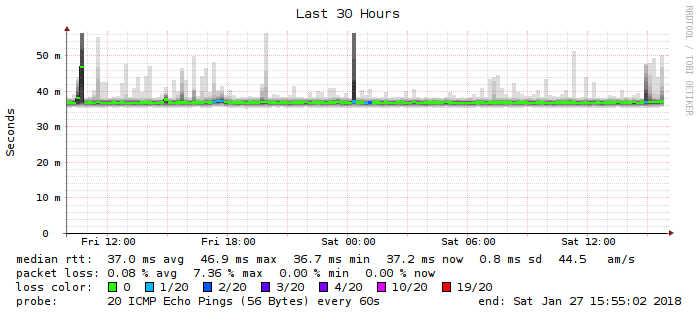 Last 30 Hours
RRDTOOL / TOBI OETIKER
Seconds
50 m
40 m
30 m
20 m
10 m
0
Fri 12:00 Fri 18:00 Sat 00:00 Sat 06:00 Sat 12:00
median rtt: 37.0 ms avg 46.9 ms max 36.7 ms min 37.2 ms now 0.8 ms sd 44.5 am/s
packet loss: 0.08 % avg 7.36 % max 0.00 % min 0.00 % now
loss color: 0 1/20 2/20 3/20 4/20 10/20 19/20
probe: 20 ICMP Echo Pings (56 Bytes) every 60s end: Sat Jan 27 15:55:02 2018